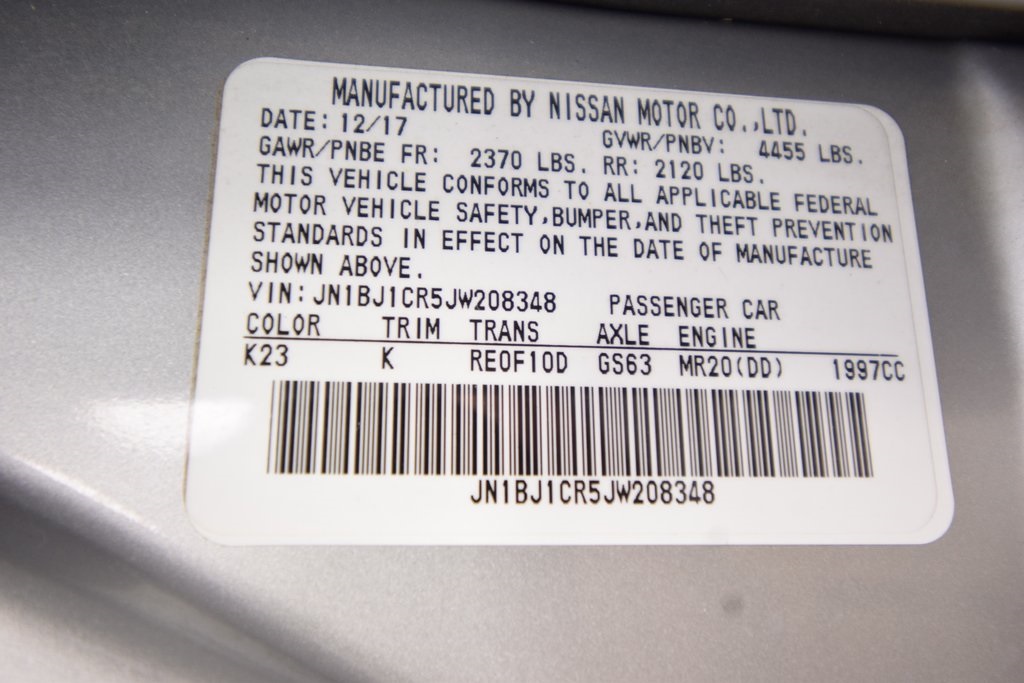 MANUFACTURED BY NISSAN MOTOR CO.,LTD.
DATE: 12/17 GVWR/PNBV: 4455 LBS.
GAWR/PNBE FR: 2370 LBS. RR: 2120 LBS.
THIS VEHICLE CONFORMS TO ALL APPLICABLE FEDERAL
MOTOR VEHICLE SAFETY,BUMPER,AND THEFT PREVENTION
STANDARDS IN EFFECT ON THE DATE OF MANUFACTURE
SHOWN ABOVE.
VIN: JN1BJ1CR5JW208348 PASSENGER CAR
COLOR TRIM TRANS AXLE ENGINE
K23 K RE0F10D GS63 MR20(DD) 1997CC
JN1BJ1CR5JW208348